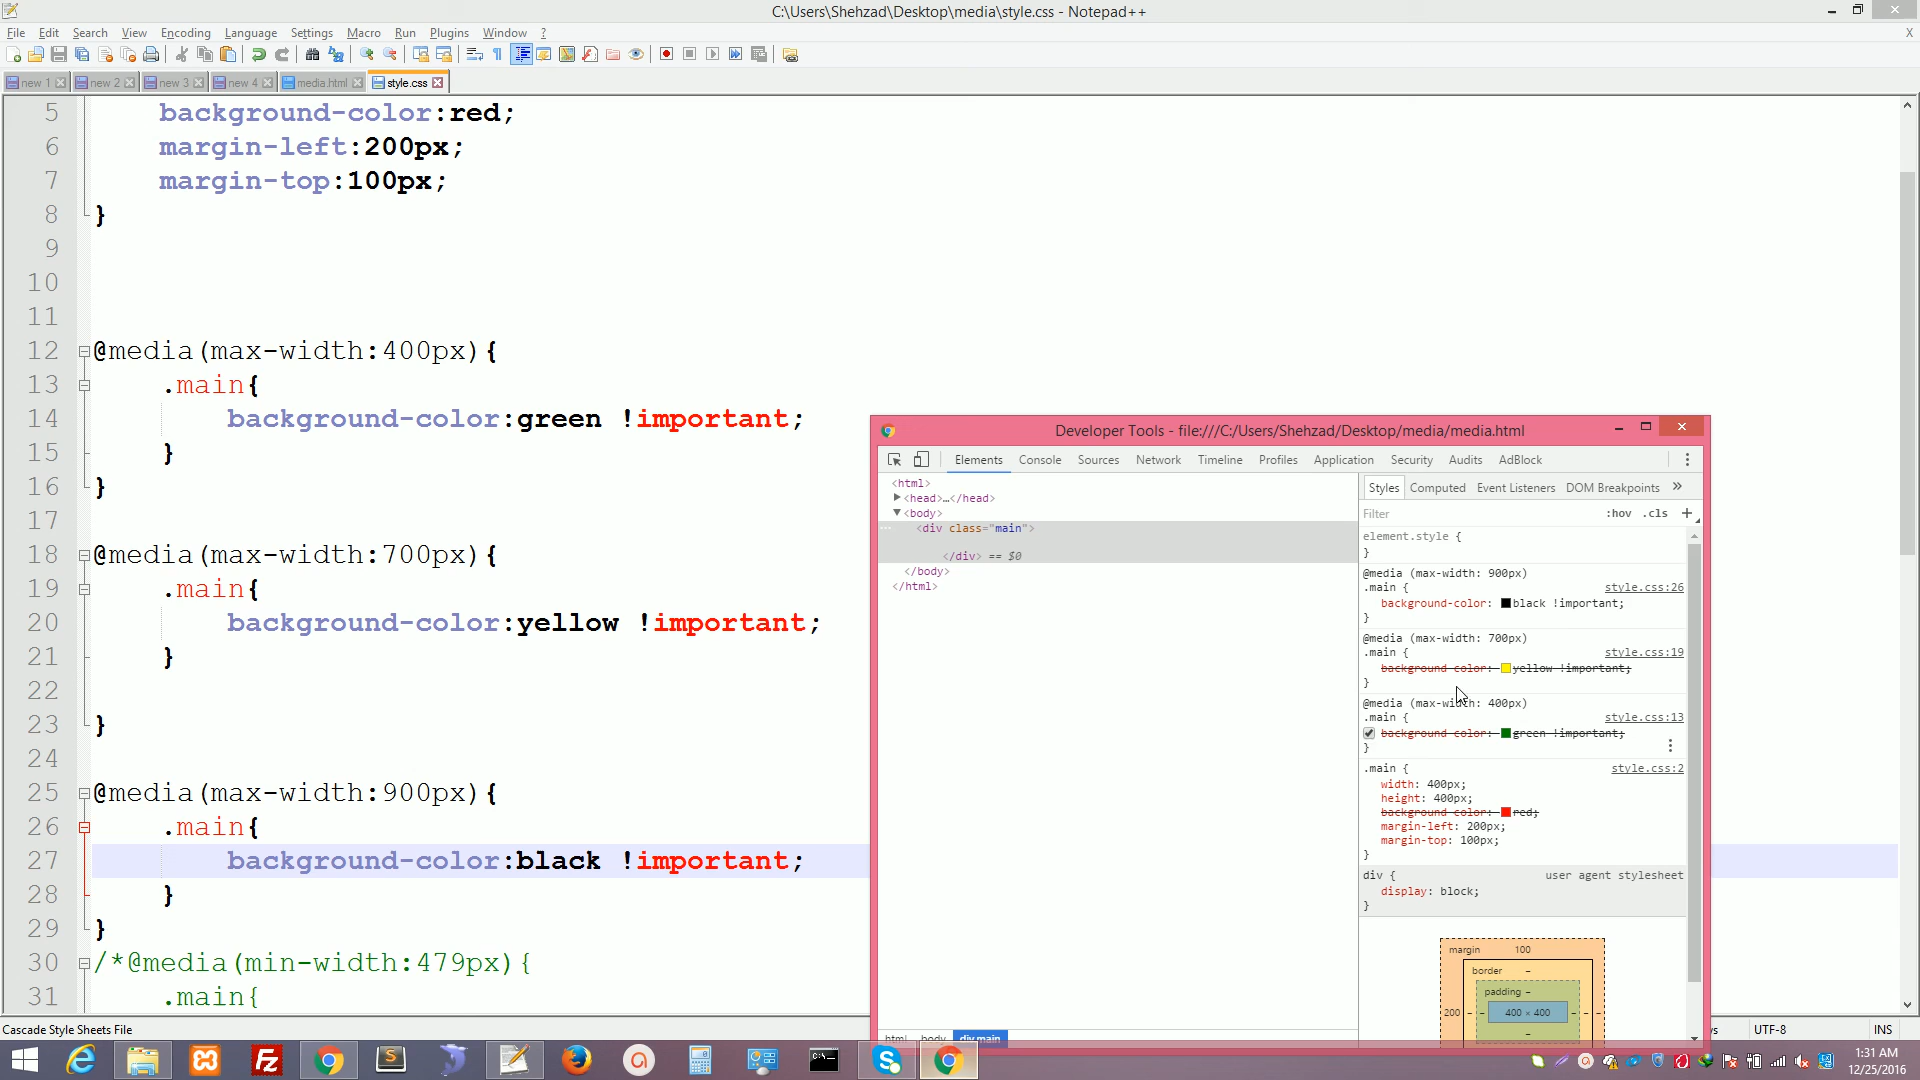 C:\Users\Shehzad\Desktop\media\style.css - Notepad++
File Edit Search View Encoding Language Settings Macro Run Plugins Window ? X
new 1 new 2 new 3 new 4 media.html style.css
5 background-color:red;
6 margin-left:200px;
7 margin-top:100px;
8 }
9
10
11
12 @media(max-width:400px){
13 .main{
14 background-color:green !important;
15 }
16 }
17
18 @media(max-width:700px){
19 .main{
20 background-color:yellow !important;
21 }
22
23 }
24
25 @media(max-width:900px){
26 .main{
27 background-color:black !important;
28 }
29 }
30 /*@media(min-width:479px){
31 .main{
Developer Tools - file:///C:/Users/Shehzad/Desktop/media/media.html
Elements Console Sources Network Timeline Profiles Application Security Audits AdBlock
<html>
<head>…</head>
<body>
<div class="main">
</div> == $0
</body>
</html>
html body div.main
Styles Computed Event Listeners DOM Breakpoints »
Filter :hov .cls +
element.style {
}
@media (max-width: 900px)
.main { style.css:26
background-color: black !important;
}
@media (max-width: 700px)
.main { style.css:19
background-color: yellow !important;
}
@media (max-width: 400px)
.main { style.css:13
background-color: green !important;
}
.main { style.css:2
width: 400px;
height: 400px;
background-color: red;
margin-left: 200px;
margin-top: 100px;
}
div { user agent stylesheet
display: block;
}
margin 100
border -
padding -
200 - - 400 × 400 - - -
-
Cascade Style Sheets File UTF-8 INS
1:31 AM
12/25/2016